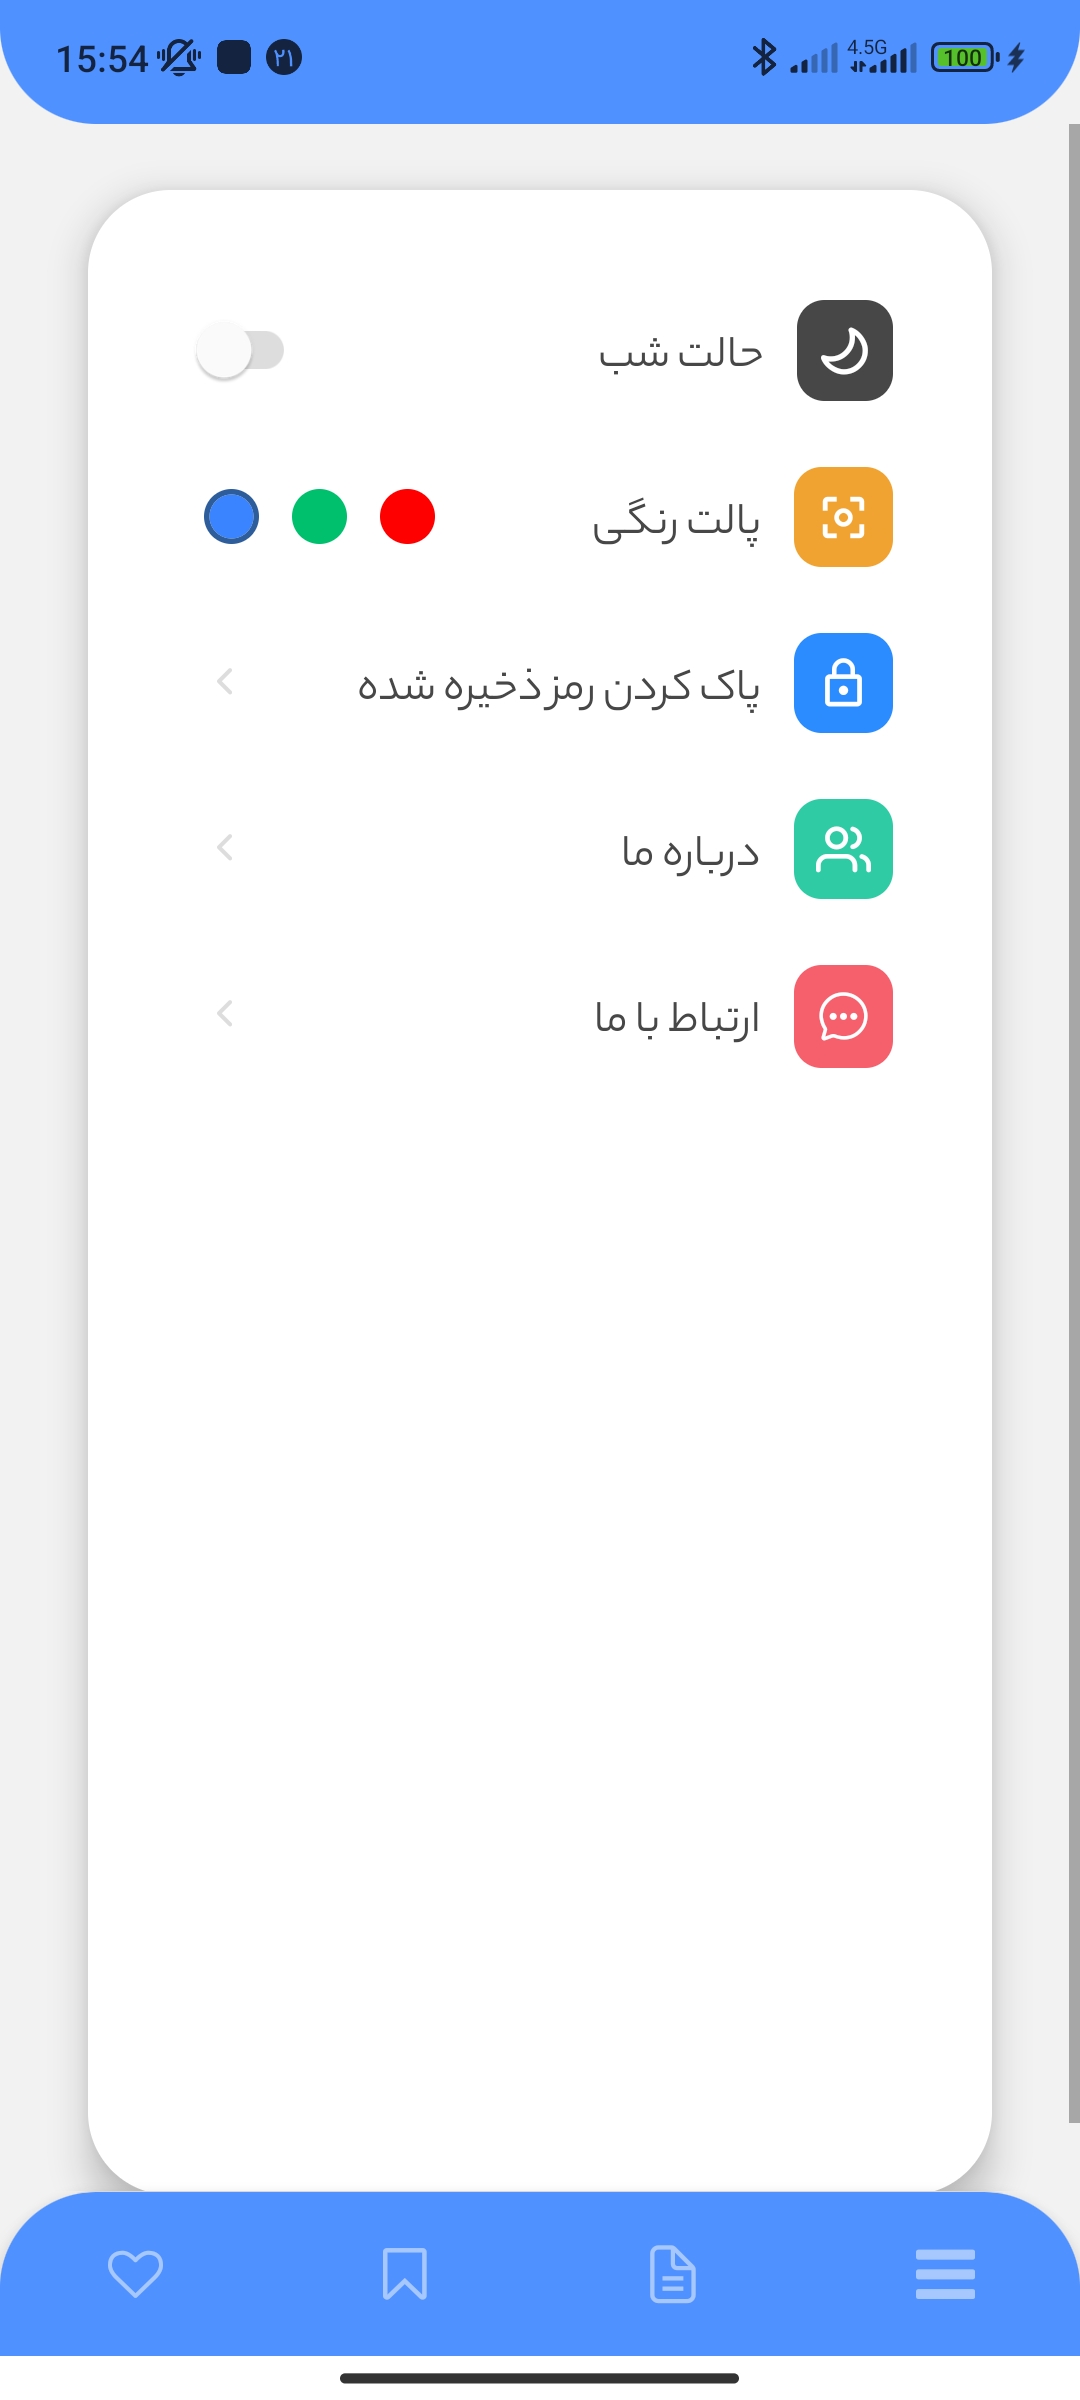 15:54 ۲۱ 4.5G 100
حالت شب
پالت رنگی
پاک کردن رمز ذخیره شده
درباره ما
ارتباط با ما